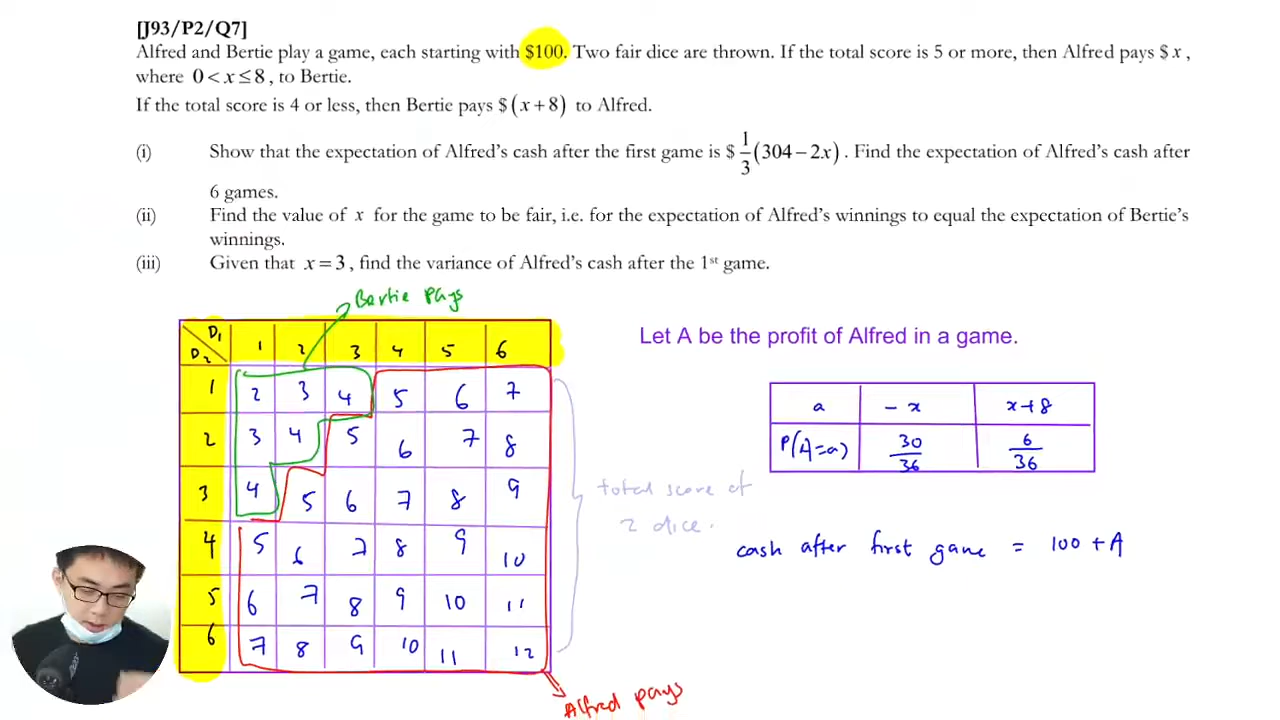 [J93/P2/Q7]
Alfred and Bertie play a game, each starting with $100. Two fair dice are thrown. If the total score is 5 or more, then Alfred pays $x,
where 0 < x ≤ 8, to Bertie.
If the total score is 4 or less, then Bertie pays $(x+8) to Alfred.
(i) Show that the expectation of Alfred's cash after the first game is $ 1/3 (304 − 2x). Find the expectation of Alfred's cash after
6 games.
(ii) Find the value of x for the game to be fair, i.e. for the expectation of Alfred's winnings to equal the expectation of Bertie's
winnings.
(iii) Given that x = 3, find the variance of Alfred's cash after the 1st game.
Bertie pays
D1 1 2 3 4 5 6
D2
1 2 3 4 5 6 7
2 3 4 5 6 7 8
3 4 5 6 7 8 9
4 5 6 7 8 9 10
5 6 7 8 9 10 11
6 7 8 9 10 11 12
Alfred pays
total score of
2 dice.
Let A be the profit of Alfred in a game.
a − x x+8
P(A=a) 30/36 6/36
cash after first game = 100 + A